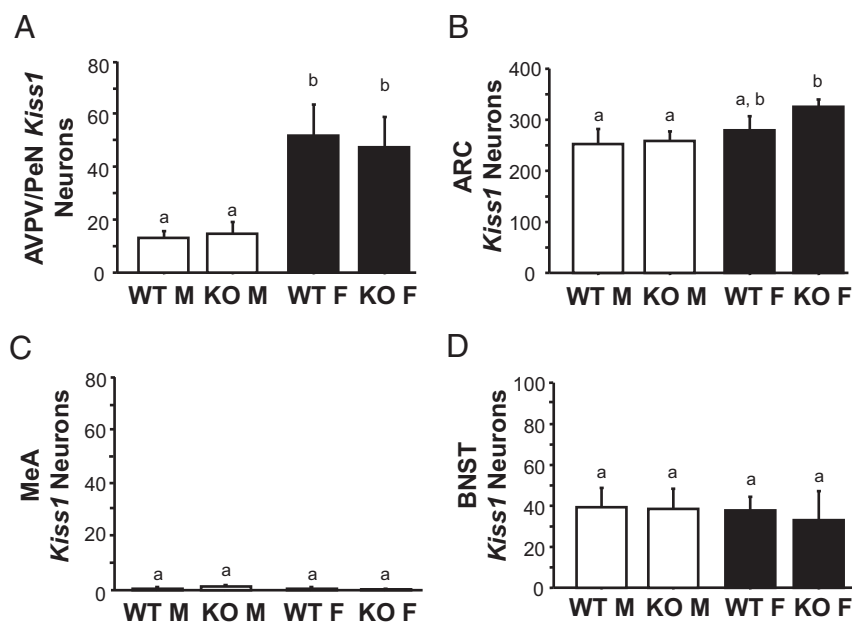 A
AVPV/PeN Kiss1
Neurons
80
60
40
20
0
a
a
b
b
WT M KO M WT F KO F
B
ARC
Kiss1 Neurons
400
300
200
100
0
a
a
a, b
b
WT M KO M WT F KO F
C
MeA
Kiss1 Neurons
80
60
40
20
0
a
a
a
a
WT M KO M WT F KO F
D
BNST
Kiss1 Neurons
100
80
60
40
20
0
a
a
a
a
WT M KO M WT F KO F